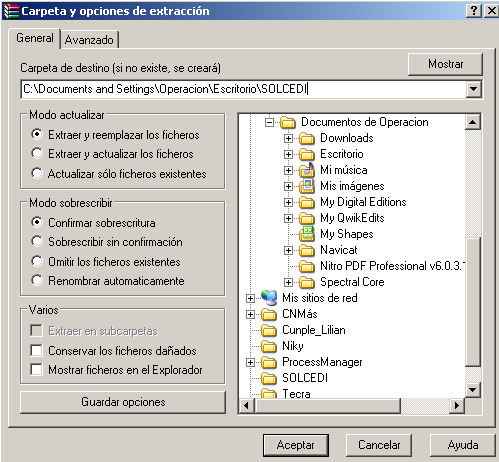 Carpeta y opciones de extracción
General
Avanzado
Carpeta de destino (si no existe, se creará)
Mostrar
C:\Documents and Settings\Operacion\Escritorio\SOLCEDI
Modo actualizar
Extraer y reemplazar los ficheros
Extraer y actualizar los ficheros
Actualizar sólo ficheros existentes
Modo sobrescribir
Confirmar sobrescritura
Sobrescribir sin confirmación
Omitir los ficheros existentes
Renombrar automaticamente
Varios
Extraer en subcarpetas
Conservar los ficheros dañados
Mostrar ficheros en el Explorador
Guardar opciones
Documentos de Operacion
Downloads
Escritorio
Mi música
Mis imágenes
My Digital Editions
My QwikEdits
My Shapes
Navicat
Nitro PDF Professional v6.0.3.
Spectral Core
Mis sitios de red
CNMás
Cunple_Lilian
Niky
ProcessManager
SOLCEDI
Tecra
Aceptar
Cancelar
Ayuda